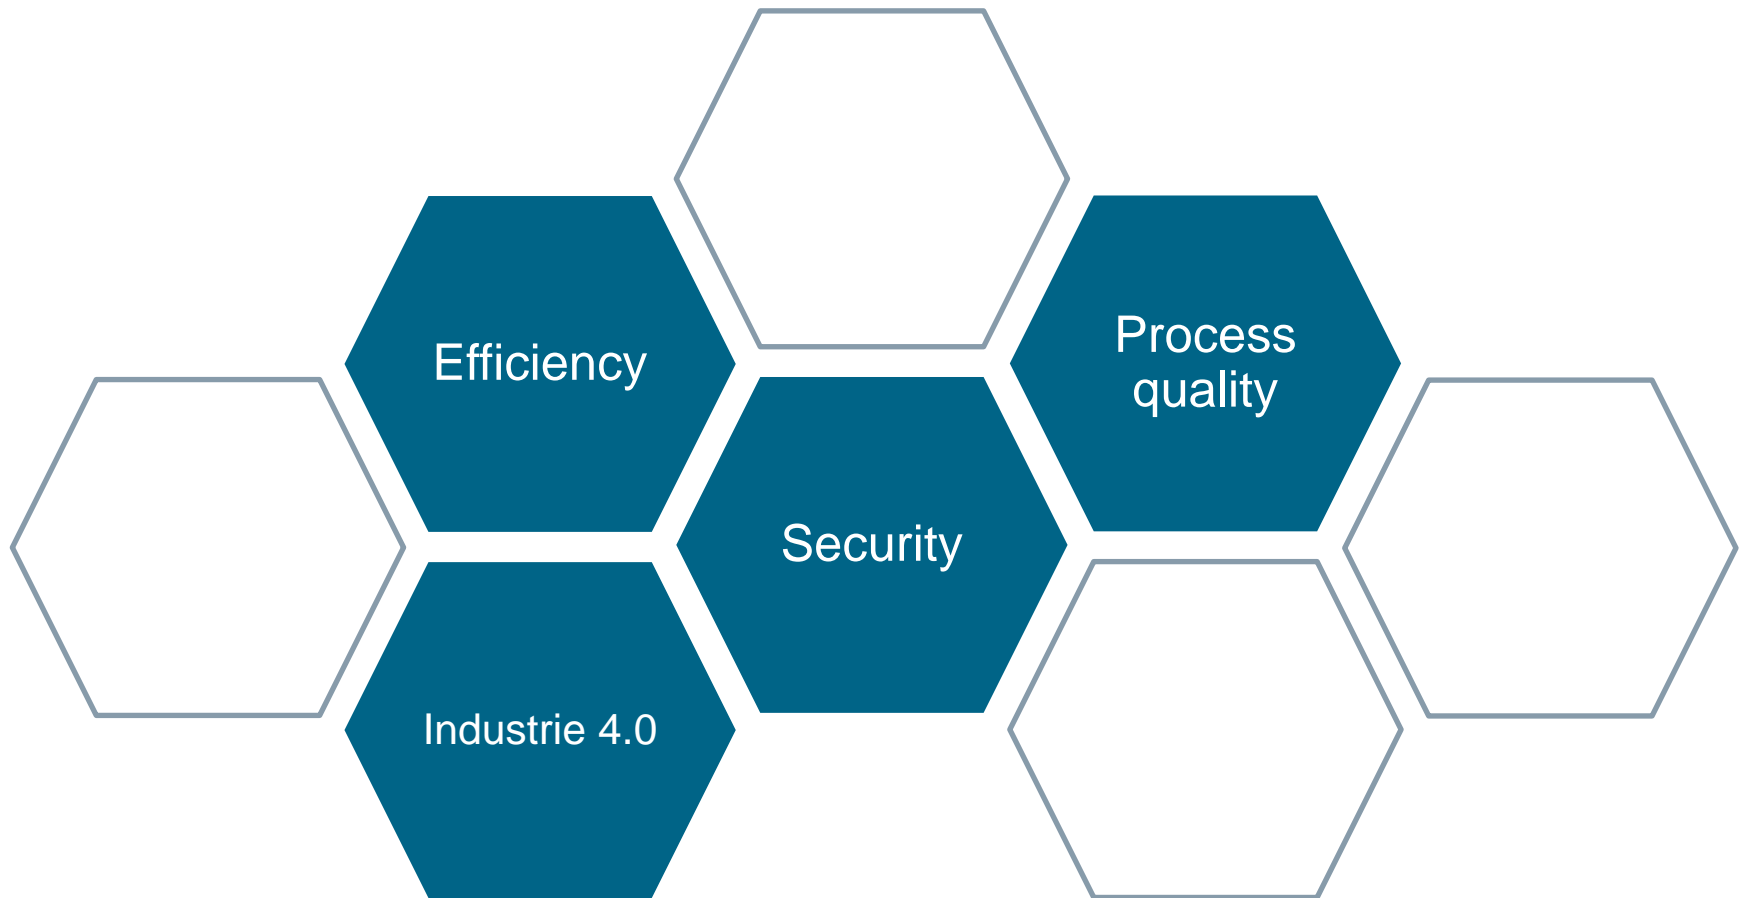 Efficiency
Process
quality
Security
Industrie 4.0